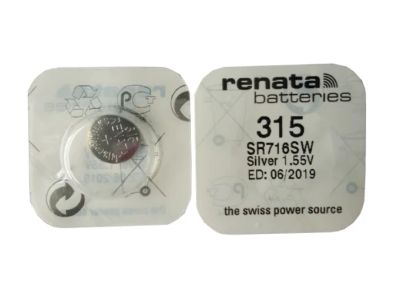 renata
batteries
315
SR716SW
Silver 1.55V
ED: 06/2019
the swiss power source